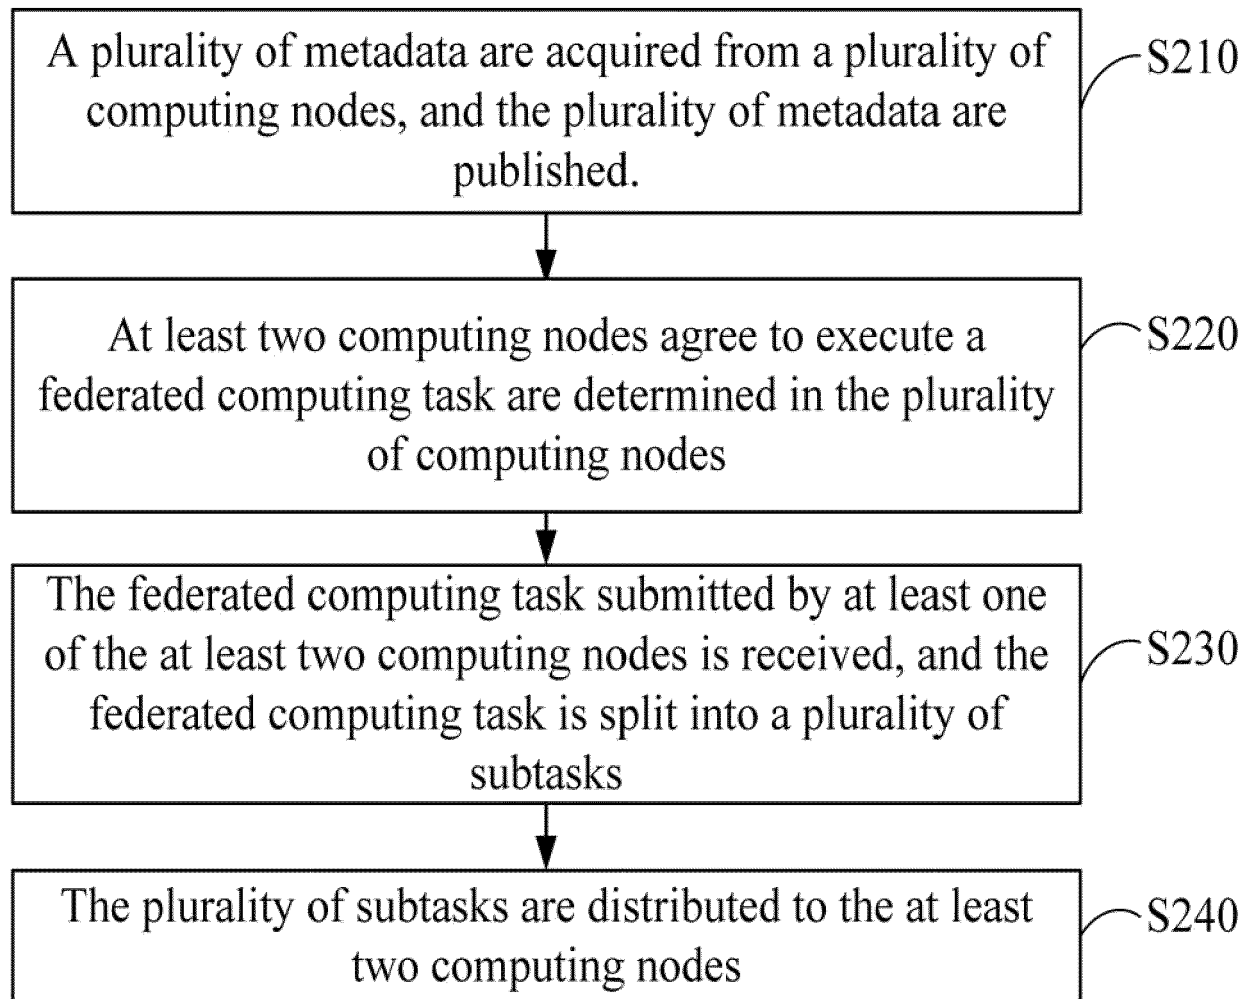 A plurality of metadata are acquired from a plurality of
computing nodes, and the plurality of metadata are
published.
S210
At least two computing nodes agree to execute a
federated computing task are determined in the plurality
of computing nodes
S220
The federated computing task submitted by at least one
of the at least two computing nodes is received, and the
federated computing task is split into a plurality of
subtasks
S230
The plurality of subtasks are distributed to the at least
two computing nodes
S240